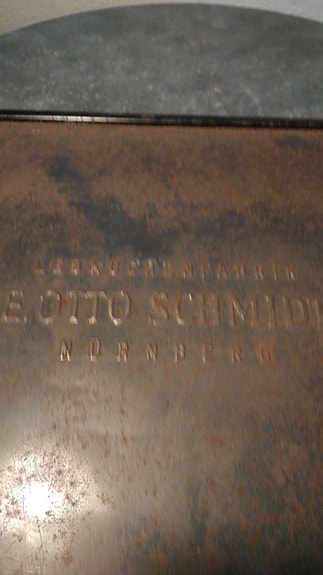 LEBKUCHENFABRIK
E. OTTO SCHMIDT
NÜRNBERG